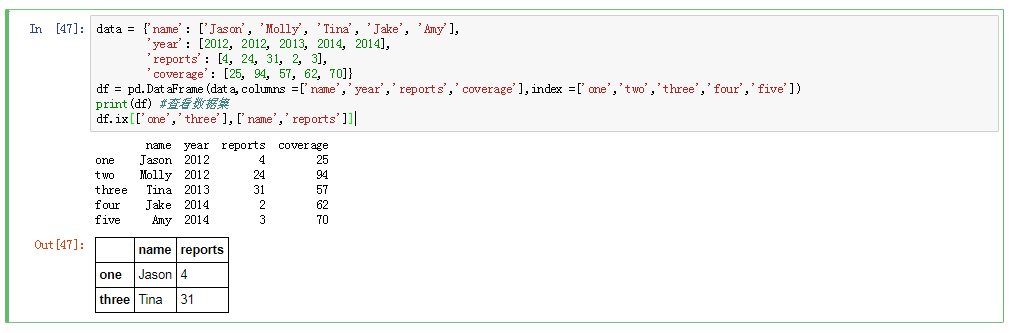 In [47]: data = {'name': ['Jason', 'Molly', 'Tina', 'Jake', 'Amy'],
'year': [2012, 2012, 2013, 2014, 2014],
'reports': [4, 24, 31, 2, 3],
'coverage': [25, 94, 57, 62, 70]}
df = pd.DataFrame(data,columns =['name','year','reports','coverage'],index =['one','two','three','four','five'])
print(df) #查看数据集
df.ix[['one','three'],['name','reports']]
name year reports coverage
one Jason 2012 4 25
two Molly 2012 24 94
three Tina 2013 31 57
four Jake 2014 2 62
five Amy 2014 3 70
Out[47]:
name reports
one Jason 4
three Tina 31